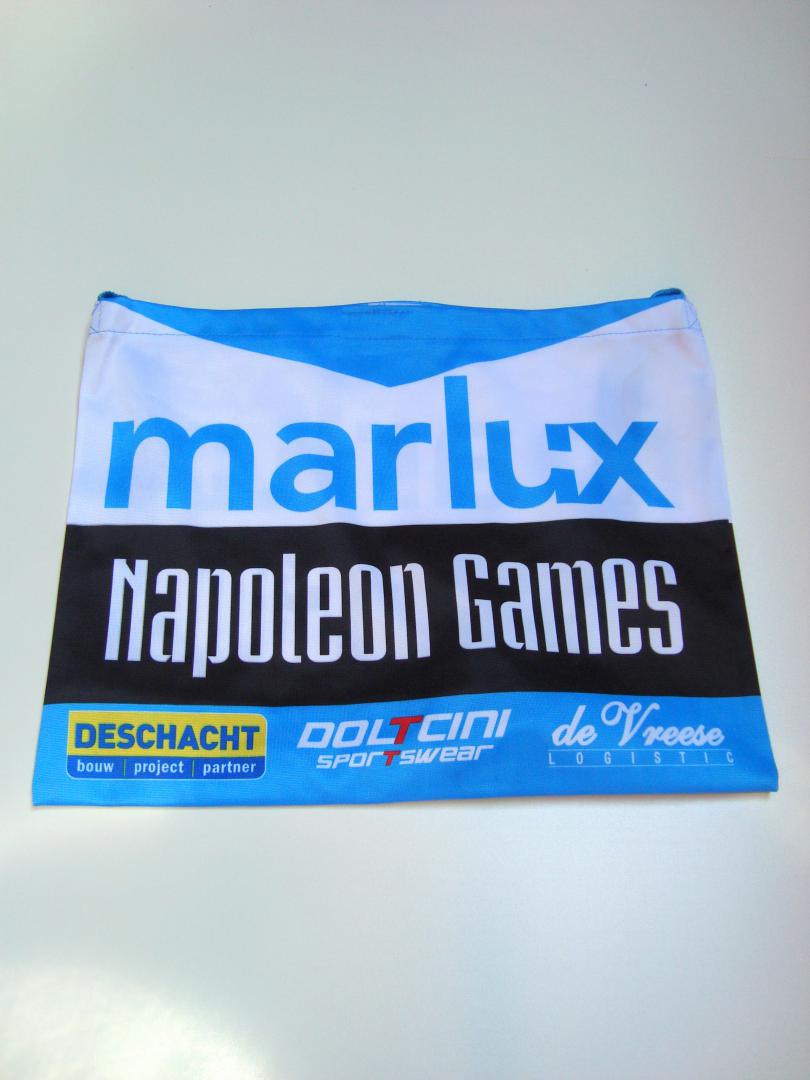 marlux
Napoleon Games
DESCHACHT
bouw | project | partner
DOLTCINI
SPORTSWEAR
de Vreese
LOGISTIC